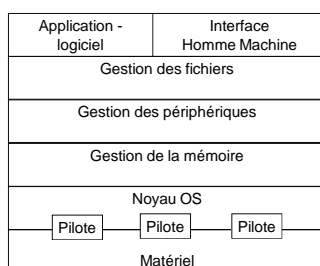 Application -
logiciel
Interface
Homme Machine
Gestion des fichiers
Gestion des périphériques
Gestion de la mémoire
Noyau OS
Pilote Pilote Pilote
Matériel